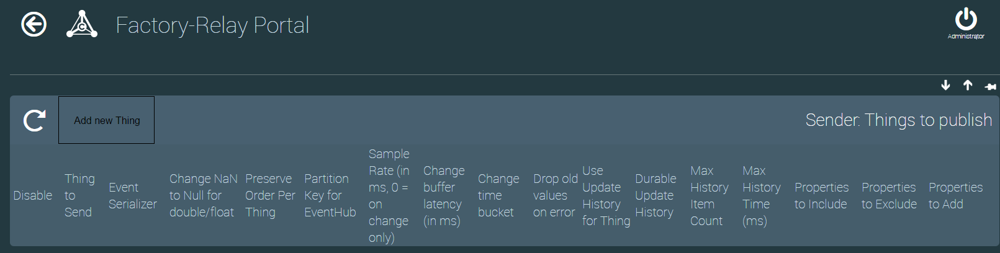 Factory-Relay Portal
Administrator
Add new Thing
Sender: Things to publish
Disable
Thing
to
Send
Event
Serializer
Change NaN
to Null for
double/float
Preserve
Order Per
Thing
Partition
Key for
EventHub
Sample
Rate (in
ms, 0 =
on
change
only)
Change
buffer
latency
(in ms)
Change
time
bucket
Drop old
values
on error
Use
Update
History
for Thing
Durable
Update
History
Max
History
Item
Count
Max
History
Time
(ms)
Properties
to Include
Properties
to Exclude
Properties
to Add